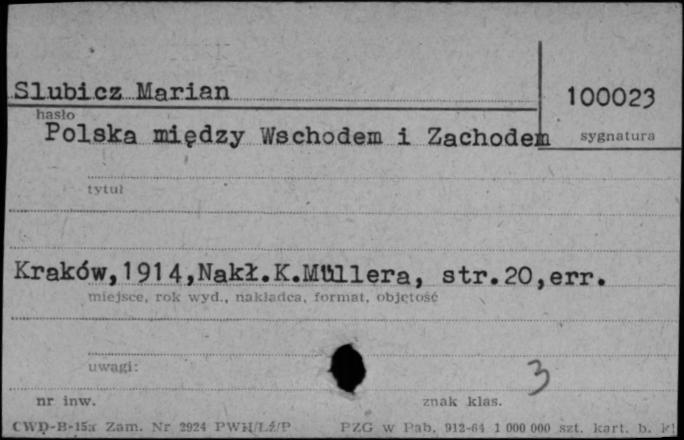 Slubicz Marian
100023
hasło
sygnatura
Polska między Wschodem i Zachodem
tytuł
Kraków,1914,Nakł.K.Müllera, str.20,err.
miejsce, rok wyd., nakładca, format, objętość
uwagi:
3
nr inw.
znak klas.
CWD-B-15a Zam. Nr 2924 PWH/Lź/P
PZG w Pab. 912-64 1 000 000 szt. kart. b. kl